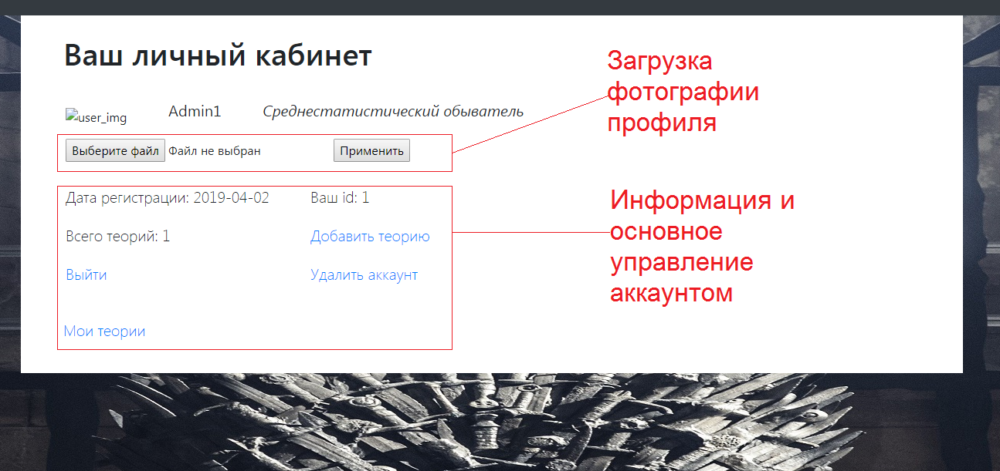 Ваш личный кабинет
user_img Admin1 Среднестатистический обыватель
Выберите файл Файл не выбран Применить
Дата регистрации: 2019-04-02 Ваш id: 1
Всего теорий: 1 Добавить теорию
Выйти Удалить аккаунт
Мои теории
Загрузка
фотографии
профиля
Информация и
основное
управление
аккаунтом